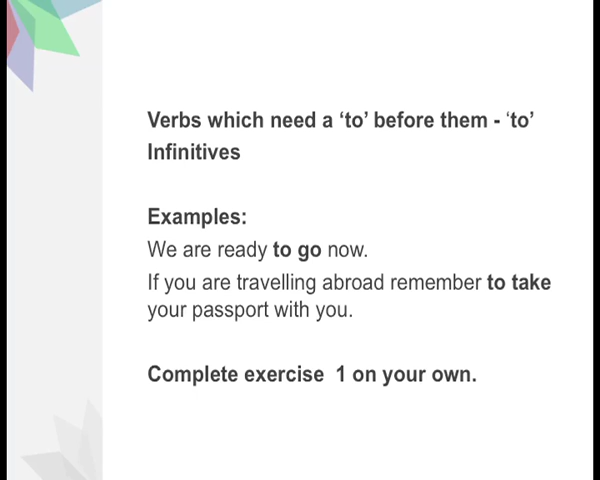 Verbs which need a ‘to’ before them - ‘to’
Infinitives
Examples:
We are ready to go now.
If you are travelling abroad remember to take
your passport with you.
Complete exercise  1 on your own.